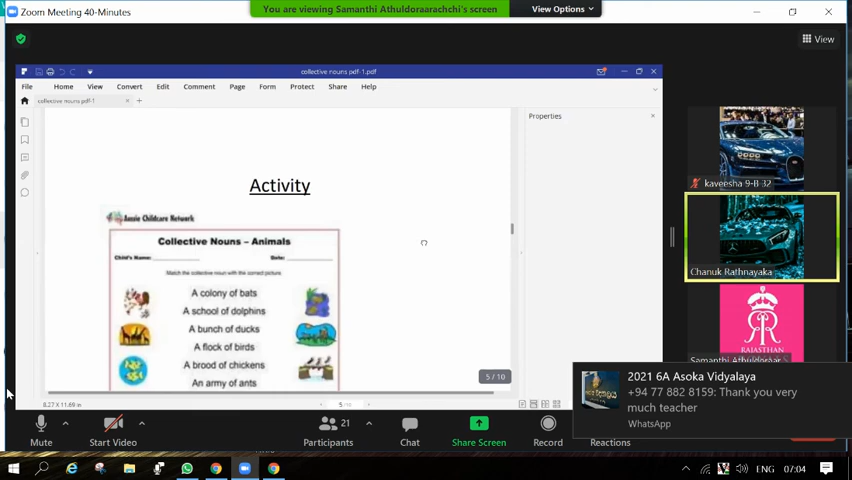 Zoom Meeting 40-Minutes
You are viewing Samanthi Athuldoraarachchi's screen
View Options
View
collective nouns pdf-1.pdf
File Home View Convert Edit Comment Page Form Protect Share Help
collective nouns pdf-1
Properties
Activity
Aussie Childcare Network
Collective Nouns – Animals
Child's Name: Date:
Match the collective noun with the correct picture
A colony of bats
A school of dolphins
A bunch of ducks
A flock of birds
A brood of chickens
An army of ants
5 / 10
8.27 X 11.69 in
5 / 10
kaveesha 9-B 32
Chanuk Rathnayaka
RAJASTHAN
Samanthi Athuldoar
2021 6A Asoka Vidyalaya
+94 77 882 8159: Thank you very
much teacher
WhatsApp
Mute
Start Video
21
Participants
Chat
Share Screen
Record
Reactions
ENG 07:04